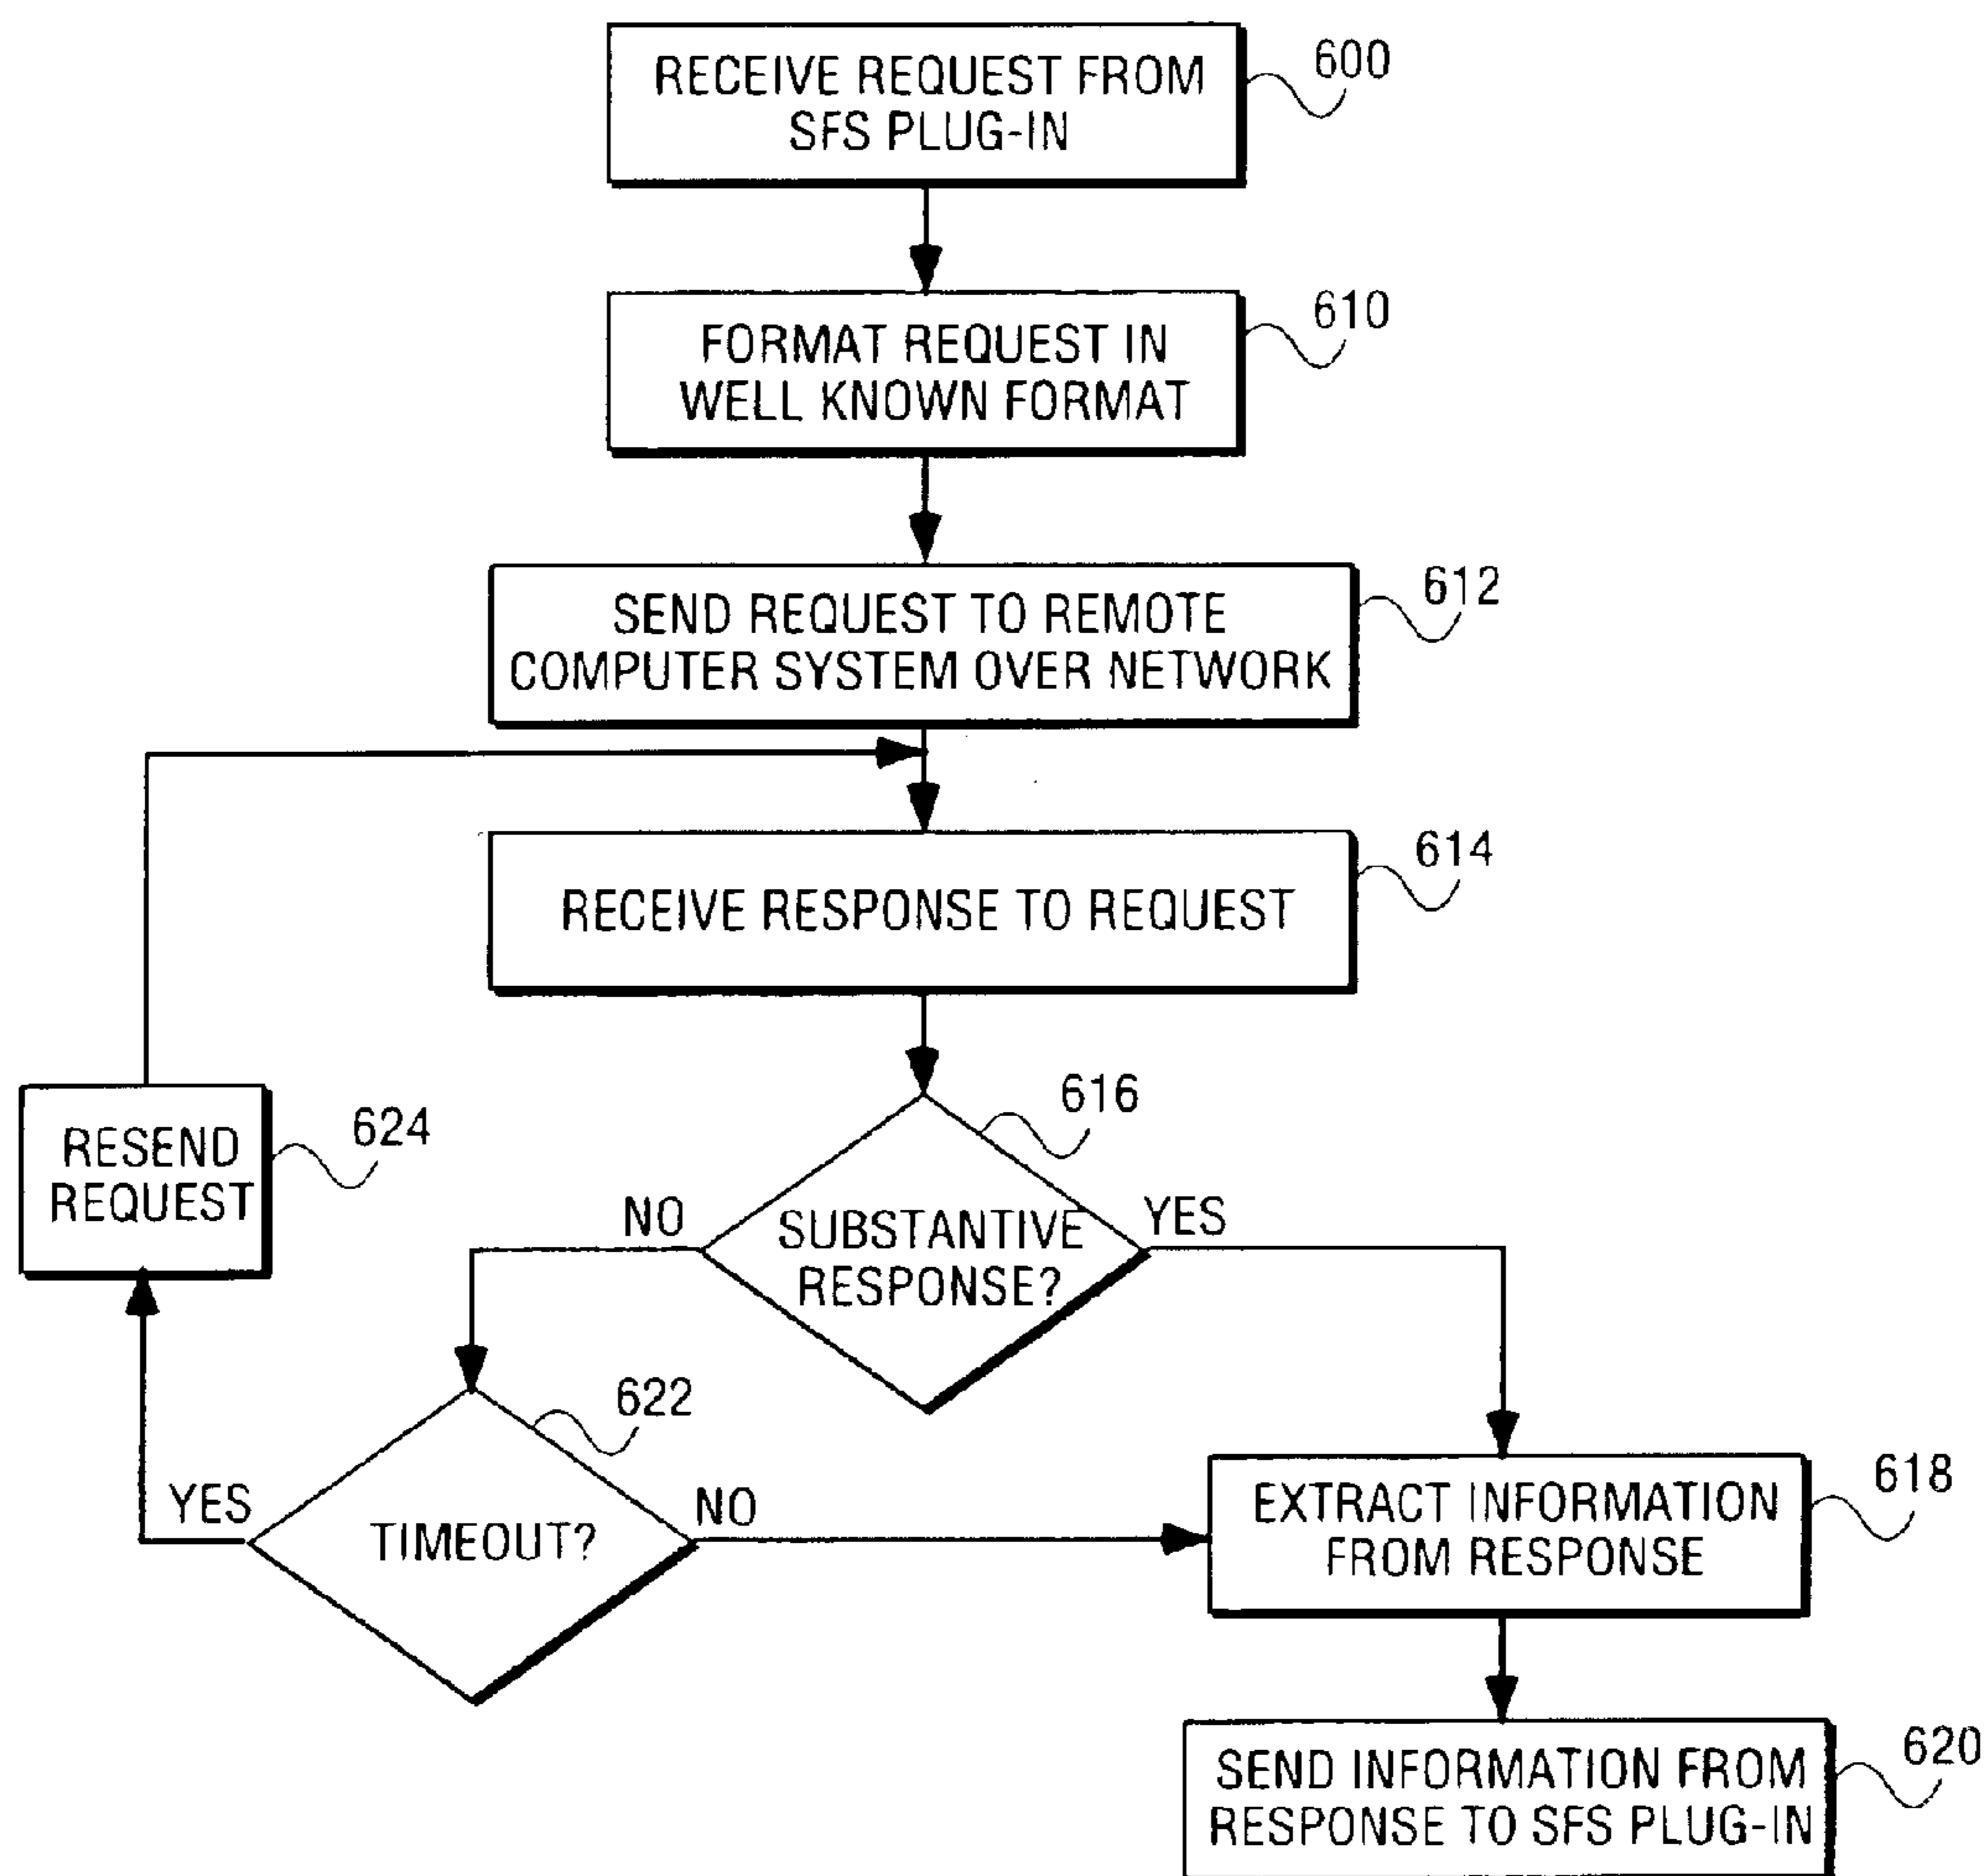 RECEIVE REQUEST FROM
SFS PLUG-IN
600
FORMAT REQUEST IN
WELL KNOWN FORMAT
610
SEND REQUEST TO REMOTE
COMPUTER SYSTEM OVER NETWORK
612
RECEIVE RESPONSE TO REQUEST
614
RESEND
REQUEST
624
616
NO
SUBSTANTIVE
RESPONSE?
YES
622
YES
TIMEOUT?
NO
EXTRACT INFORMATION
FROM RESPONSE
618
SEND INFORMATION FROM
RESPONSE TO SFS PLUG-IN
620